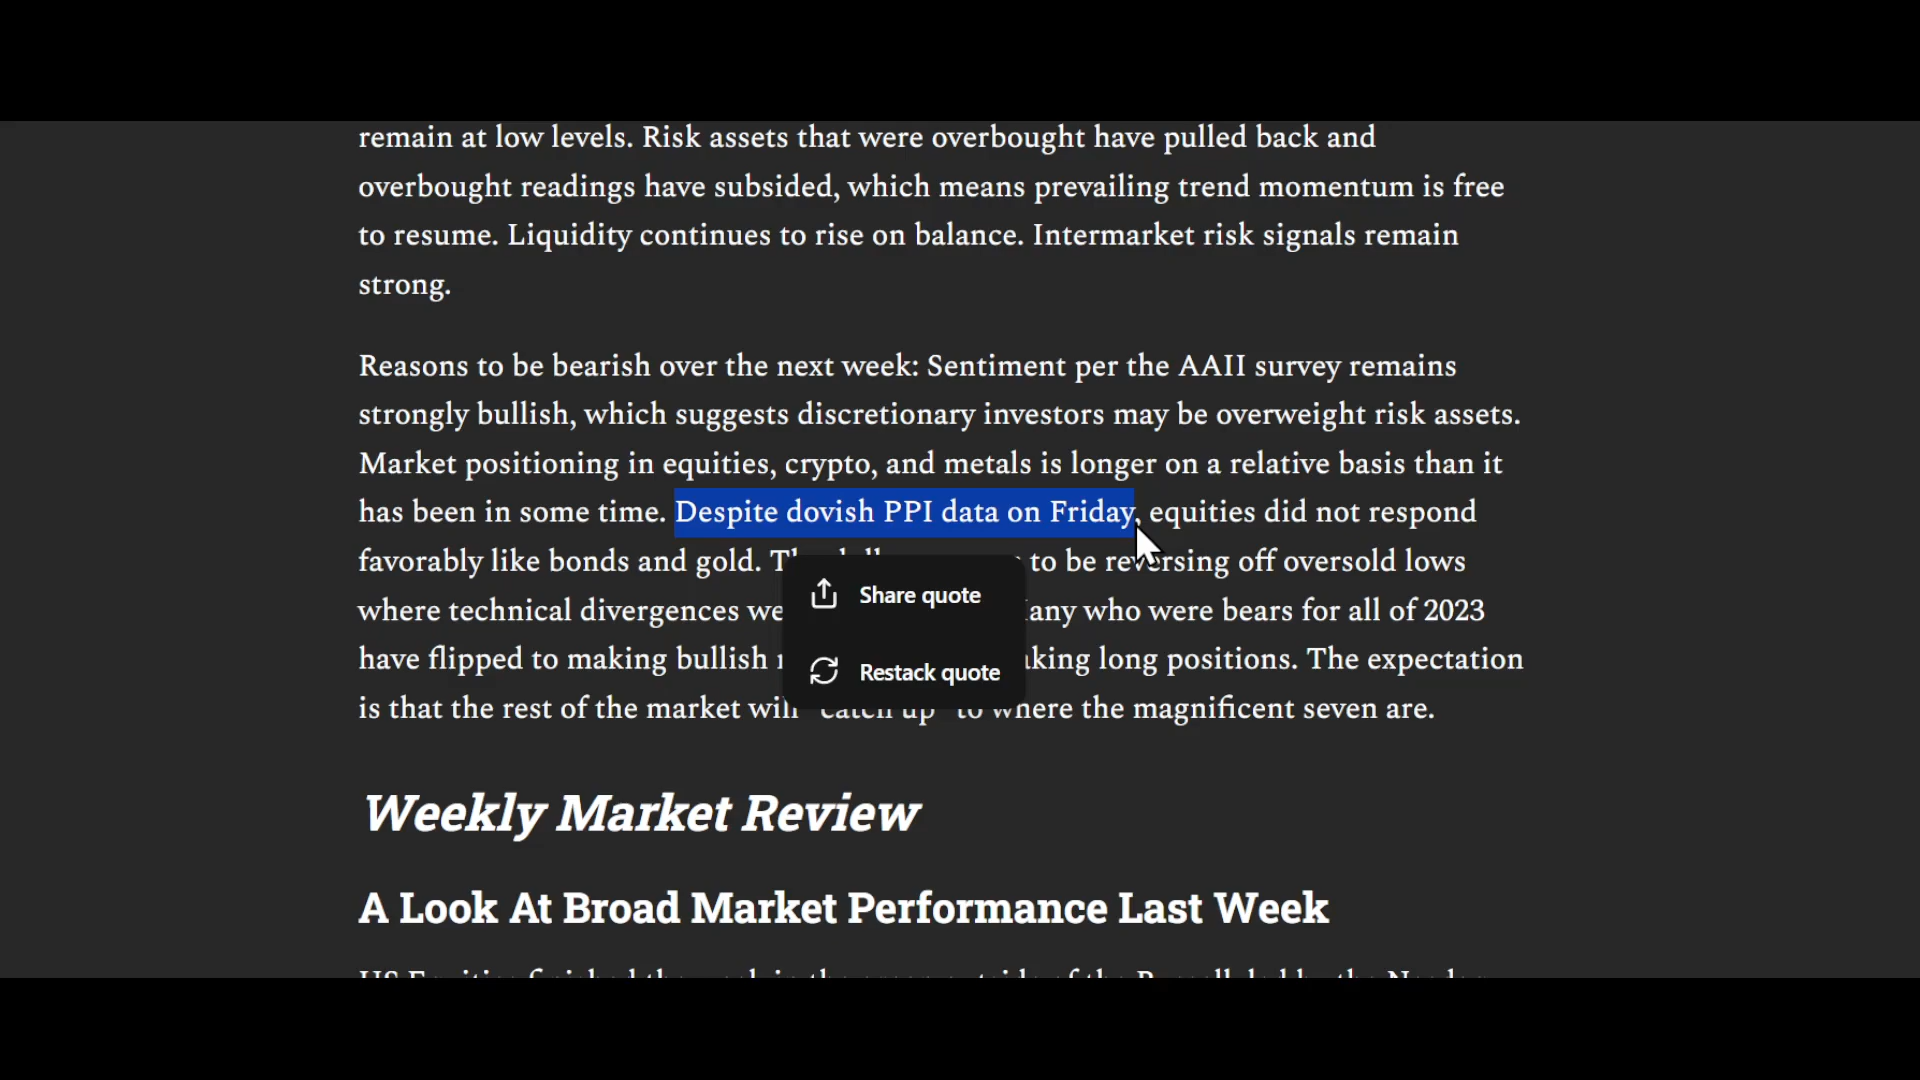 remain at low levels. Risk assets that were overbought have pulled back and
overbought readings have subsided, which means prevailing trend momentum is free
to resume. Liquidity continues to rise on balance. Intermarket risk signals remain
strong.
Reasons to be bearish over the next week: Sentiment per the AAII survey remains
strongly bullish, which suggests discretionary investors may be overweight risk assets.
Market positioning in equities, crypto, and metals is longer on a relative basis than it
has been in some time. Despite dovish PPI data on Friday, equities did not respond
favorably like bonds and gold. to be reversing off oversold lows
Share quote
where technical divergences who were bears for all of 2023
have flipped to making bullish long positions. The expectation
Restack quote
is that the rest of the market will "catch up" to where the magnificent seven are.
Weekly Market Review
A Look At Broad Market Performance Last Week